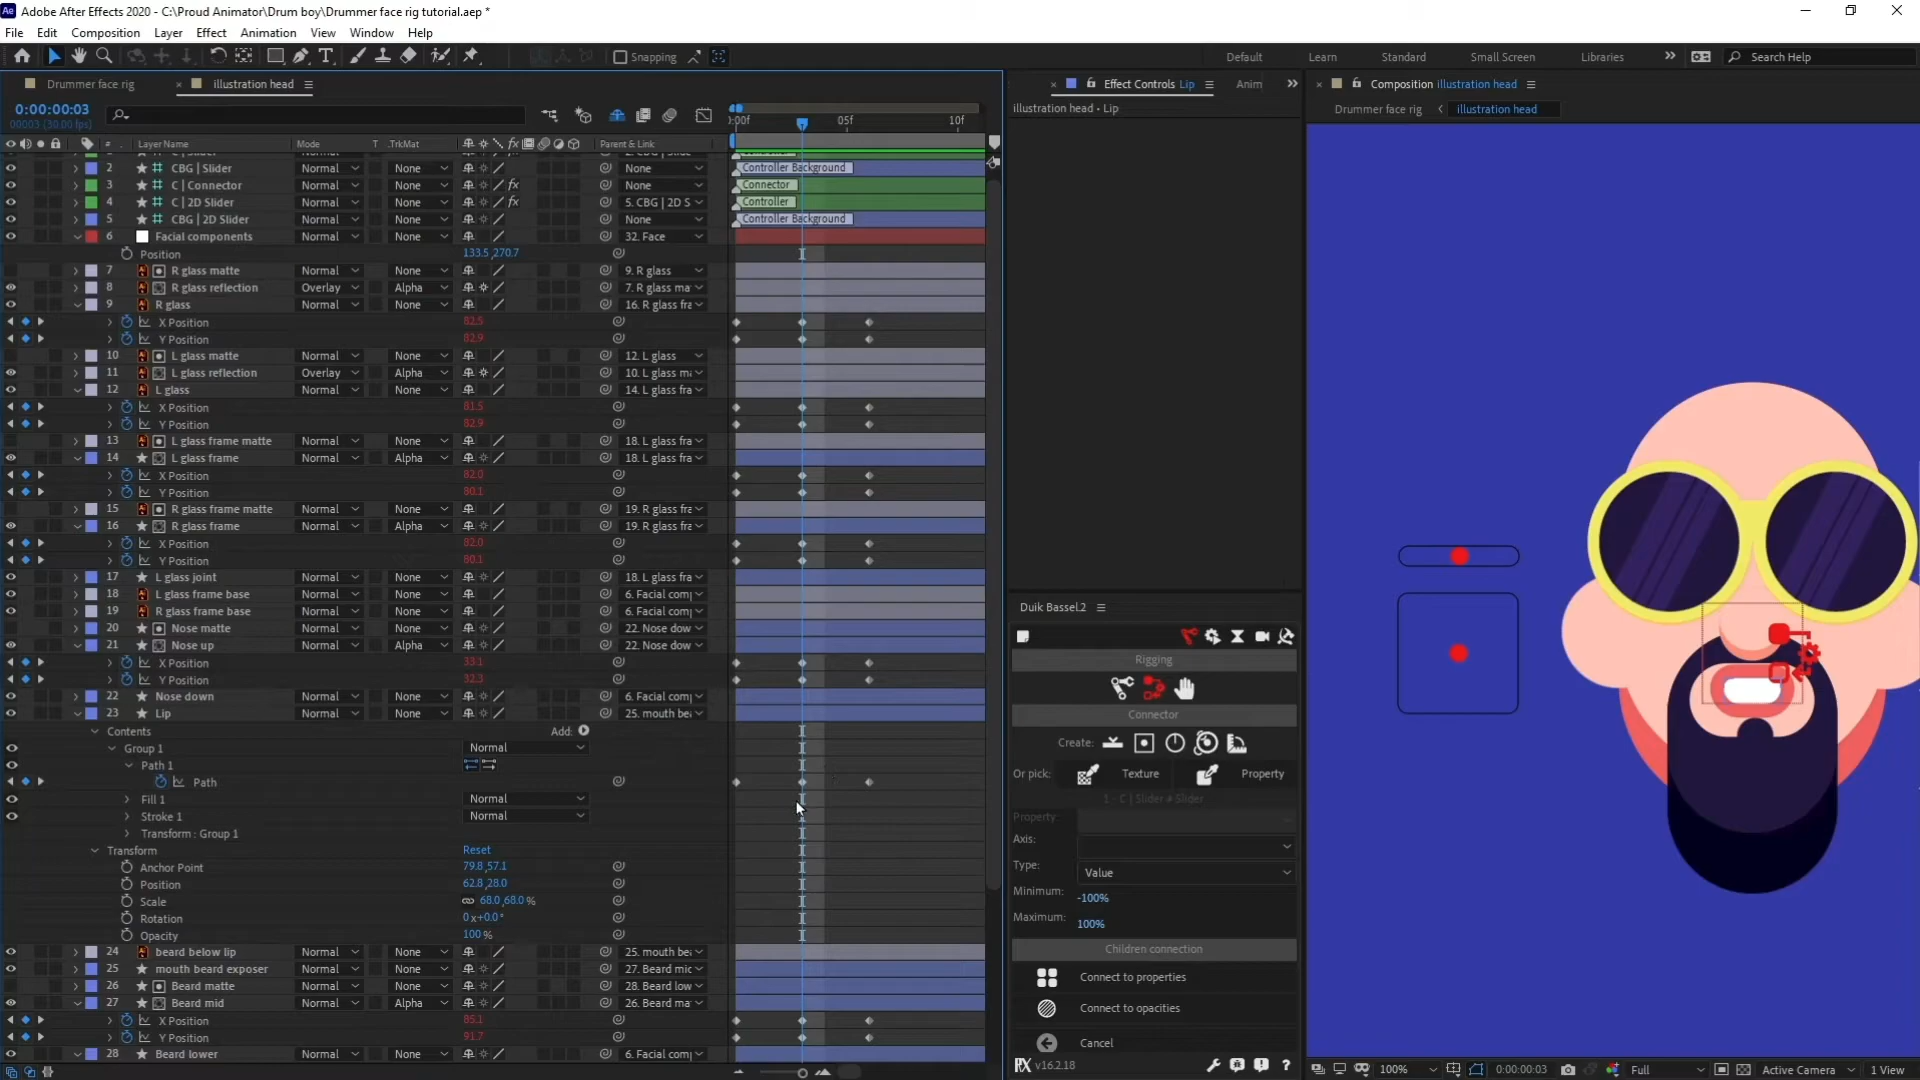 Adobe After Effects 2020 - C:\Proud Animator\Drum boy\Drummer face rig tutorial.aep *
File Edit Composition Layer Effect Animation View Window Help
Snapping Default Learn Standard Small Screen Libraries Search Help
Drummer face rig illustration head
Effect Controls Lip Anim
Composition illustration head
0:00:00:03
00003 (30.00 fps)
illustration head • Lip
Drummer face rig illustration head
:00f 05f 10f
# Layer Name Mode T .TrkMat Parent & Link
2 CBG | Slider Normal None None Controller Background
3 C | Connector Normal None None Connector
4 C | 2D Slider Normal None 5. CBG | 2D S Controller
5 CBG | 2D Slider Normal None None Controller Background
6 Facial components Normal None 32. Face
Position 133.5,270.7
7 R glass matte Normal None 9. R glass
8 R glass reflection Overlay Alpha 7. R glass ma
9 R glass Normal None 16. R glass fra
X Position 82.5
Y Position 82.9
10 L glass matte Normal None 12. L glass
11 L glass reflection Overlay Alpha 10. L glass m
12 L glass Normal None 14. L glass fra
X Position 81.5
Y Position 82.9
13 L glass frame matte Normal None 18. L glass fra
14 L glass frame Normal Alpha 18. L glass fra
X Position 82.0
Y Position 80.1
15 R glass frame matte Normal None 19. R glass fra
16 R glass frame Normal Alpha 19. R glass fra
X Position 82.0
Y Position 80.1
17 L glass joint Normal None 18. L glass fra
18 L glass frame base Normal None 6. Facial com
19 R glass frame base Normal None 6. Facial com
20 Nose matte Normal None 22. Nose dow
21 Nose up Normal Alpha 22. Nose dow
X Position 33.1
Y Position 32.3
22 Nose down Normal None 6. Facial com
23 Lip Normal None 25. mouth be
Contents Add:
Group 1 Normal
Path 1
Path
Fill 1 Normal
Stroke 1 Normal
Transform : Group 1
Transform Reset
Anchor Point 79.8,57.1
Position 62.8,28.0
Scale 68.0,68.0 %
Rotation 0x+0.0°
Opacity 100 %
24 beard below lip Normal None 25. mouth be
25 mouth beard exposer Normal None 27. Beard mic
26 Beard matte Normal None 28. Beard low
27 Beard mid Normal Alpha 26. Beard ma
X Position 85.1
Y Position 91.7
28 Beard lower Normal None 6. Facial com
Duik Bassel.2
Rigging
Connector
Create:
Or pick: Texture Property
1 - C | Slider # Slider
Property:
Axis:
Type: Value
Minimum: -100%
Maximum: 100%
Children connection
Connect to properties
Connect to opacities
Cancel
v16.2.18 ?
100% 0:00:00:03 Full Active Camera 1 View